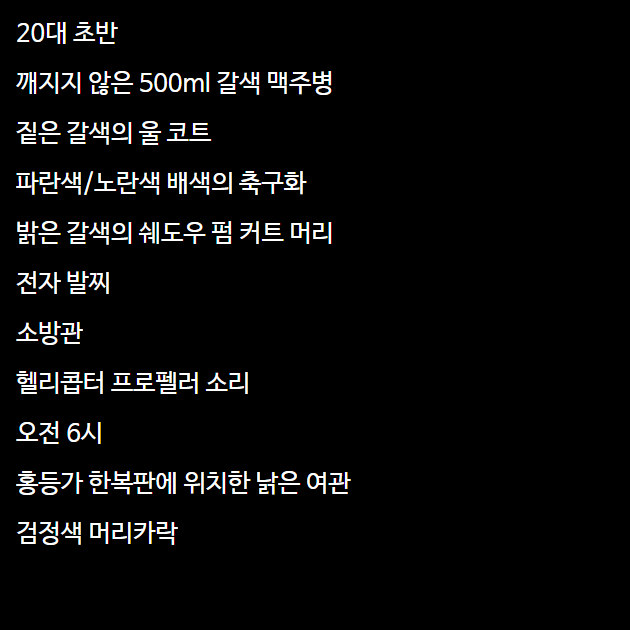 20대 초반
깨지지 않은 500ml 갈색 맥주병
짙은 갈색의 울 코트
파란색/노란색 배색의 축구화
밝은 갈색의 쉐도우 펌 커트 머리
전자 발찌
소방관
헬리콥터 프로펠러 소리
오전 6시
홍등가 한복판에 위치한 낡은 여관
검정색 머리카락